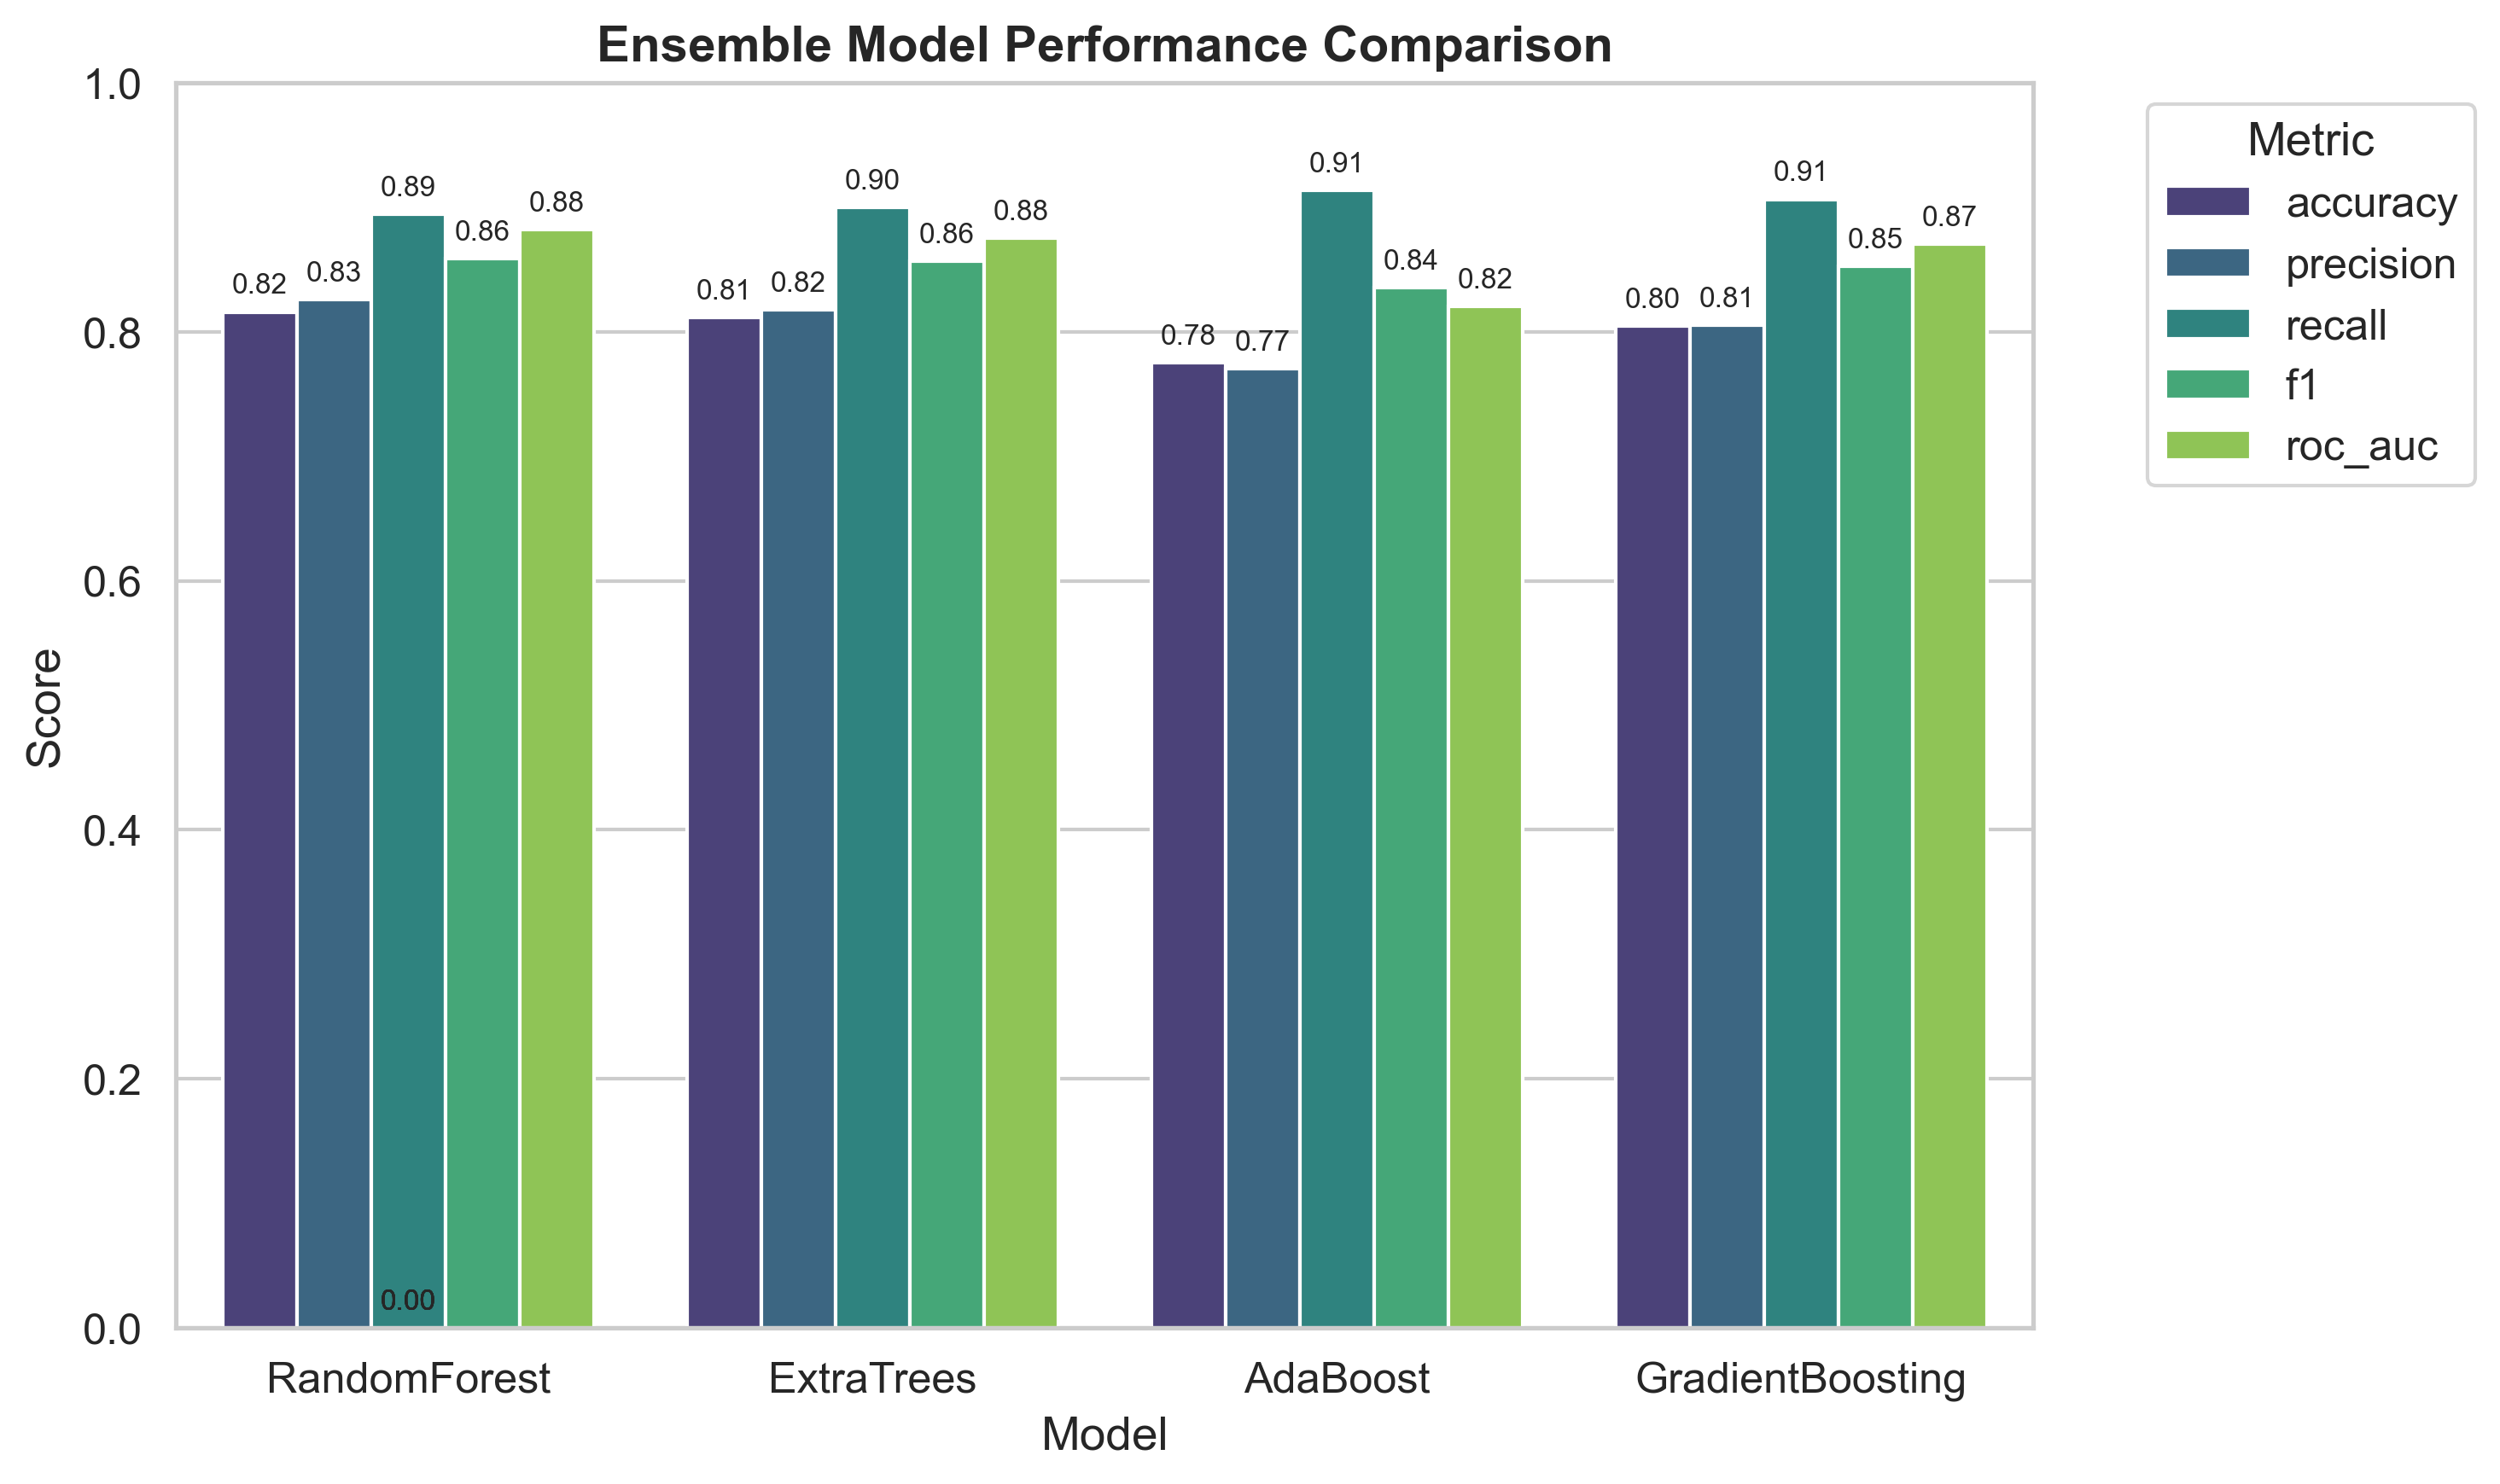 Ensemble Model Performance Comparison
Score
1.0
0.8
0.6
0.4
0.2
0.0
0.82 0.83 0.89 0.86 0.88
0.81 0.82 0.90 0.86 0.88
0.78 0.77 0.91 0.84 0.82
0.80 0.81 0.91 0.85 0.87
0.00
RandomForest ExtraTrees AdaBoost GradientBoosting
Model
Metric
accuracy
precision
recall
f1
roc_auc